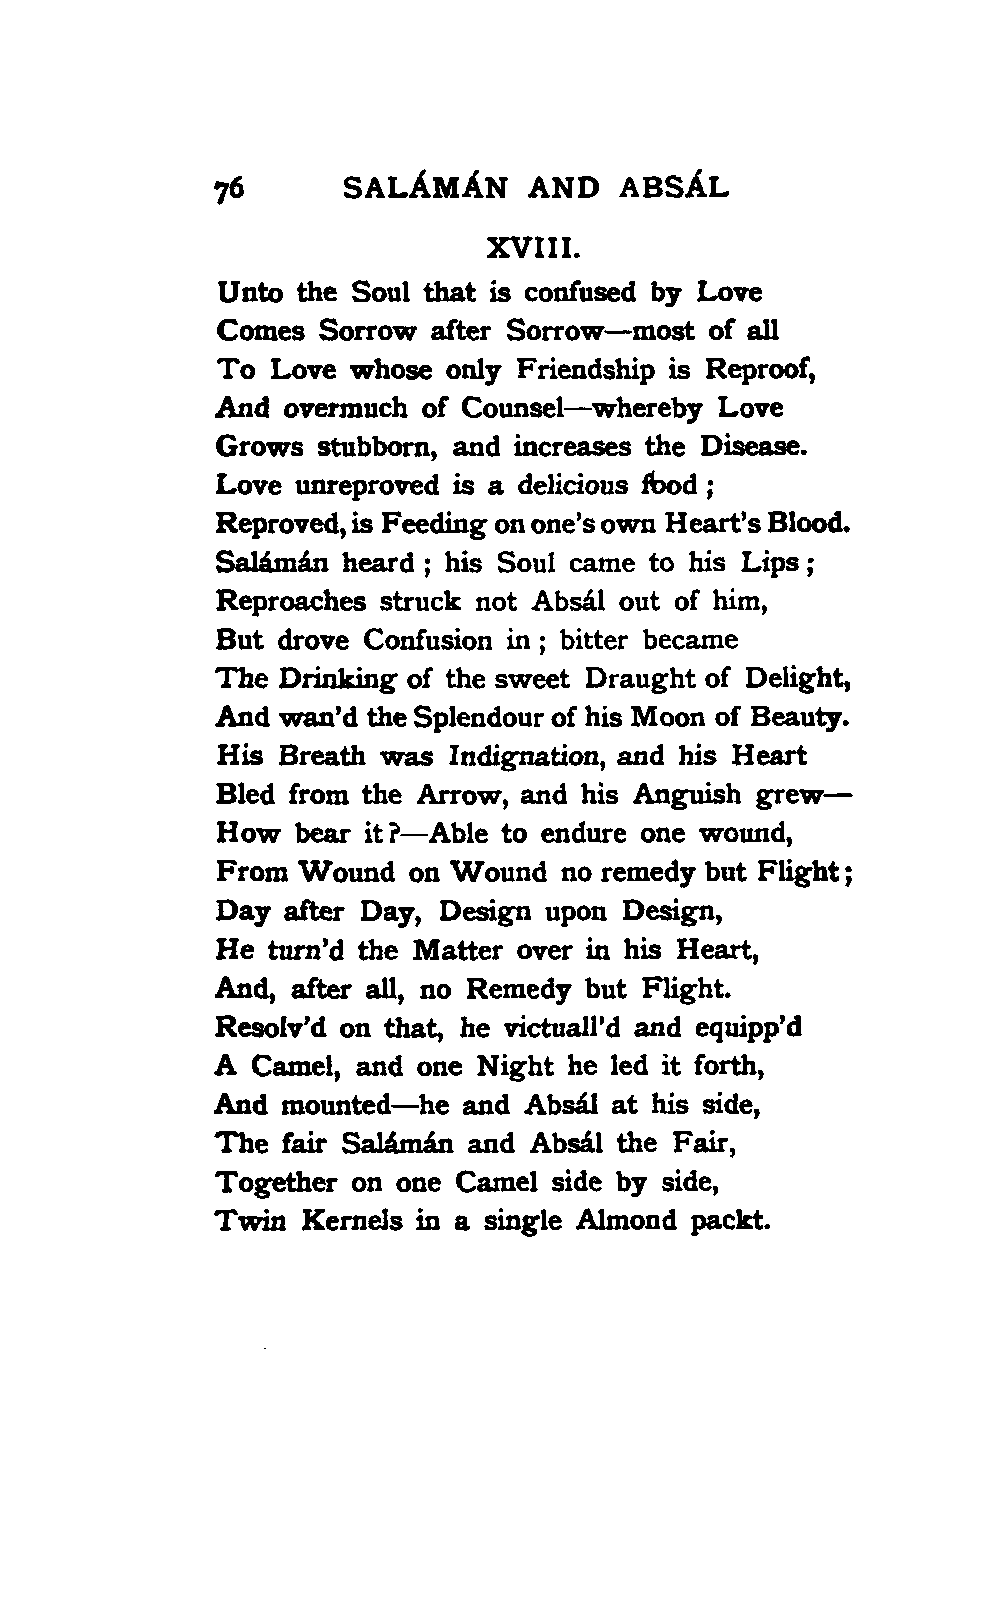 76 SALÁMÁN AND ABSÁL
XVIII.
Unto the Soul that is confused by Love
Comes Sorrow after Sorrow—most of all
To Love whose only Friendship is Reproof,
And overmuch of Counsel—whereby Love
Grows stubborn, and increases the Disease.
Love unreproved is a delicious food ;
Reproved, is Feeding on one's own Heart's Blood.
Salámán heard ; his Soul came to his Lips ;
Reproaches struck not Absál out of him,
But drove Confusion in ; bitter became
The Drinking of the sweet Draught of Delight,
And wan'd the Splendour of his Moon of Beauty.
His Breath was Indignation, and his Heart
Bled from the Arrow, and his Anguish grew—
How bear it ?—Able to endure one wound,
From Wound on Wound no remedy but Flight ;
Day after Day, Design upon Design,
He turn'd the Matter over in his Heart,
And, after all, no Remedy but Flight.
Resolv'd on that, he victuall'd and equipp'd
A Camel, and one Night he led it forth,
And mounted—he and Absál at his side,
The fair Salámán and Absál the Fair,
Together on one Camel side by side,
Twin Kernels in a single Almond packt.